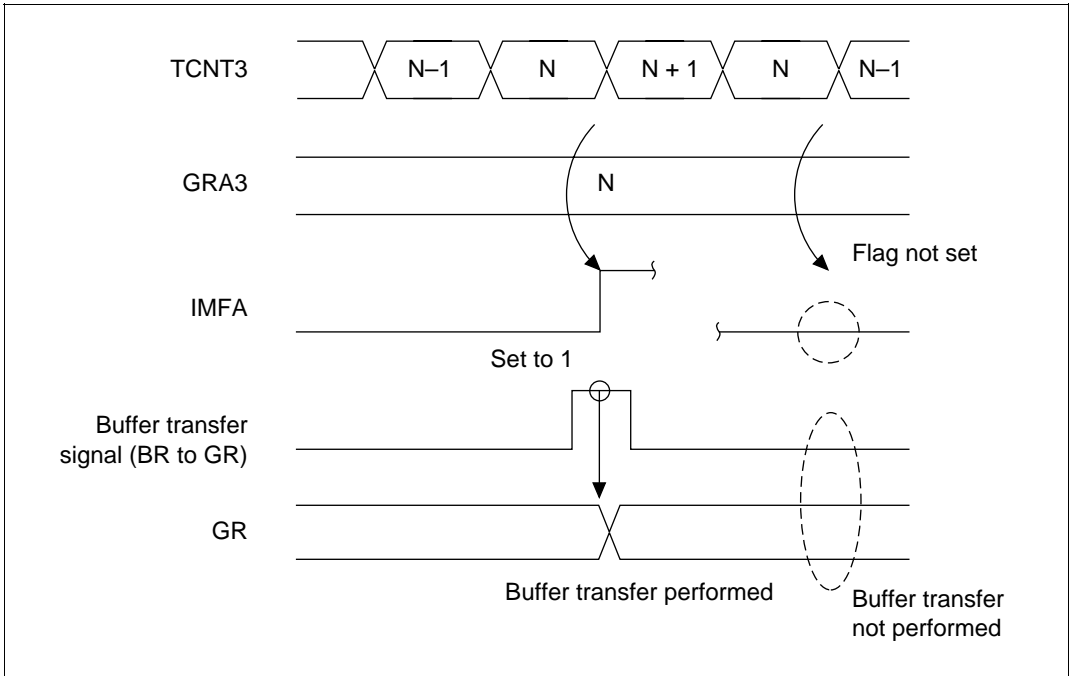 TCNT3
N–1
N
N + 1
N
N–1
GRA3
N
Flag not set
IMFA
Set to 1
Buffer transfer
signal (BR to GR)
GR
Buffer transfer performed
Buffer transfer
not performed